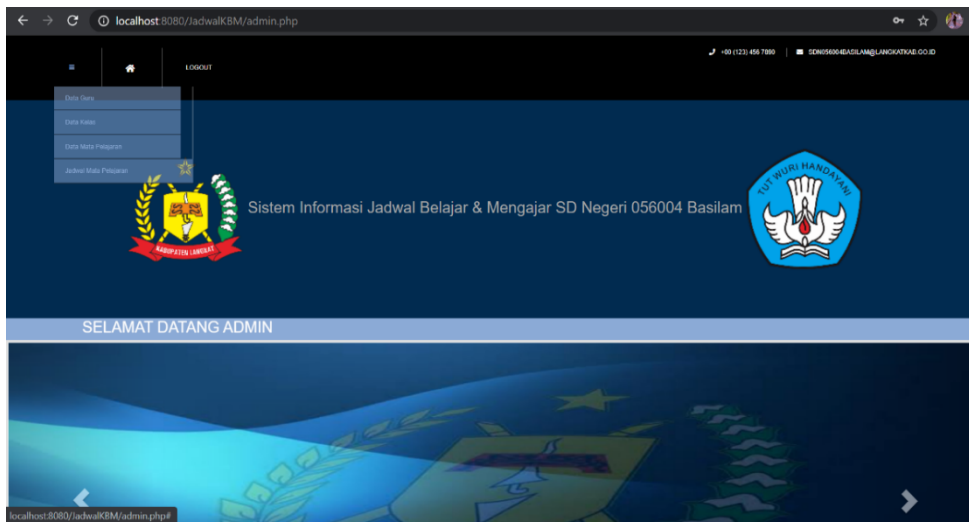 localhost:8080/JadwalKBM/admin.php
LOGOUT
+00 (123) 456 7890
SDN056004BASILAM@LANGKATKAB.CO.ID
Data Guru
Data Kelas
Data Mata Pelajaran
Jadwal Mata Pelajaran
KABUPATEN LANGKAT
Sistem Informasi Jadwal Belajar & Mengajar SD Negeri 056004 Basilam
TUT WURI HANDAYANI
SELAMAT DATANG ADMIN
localhost:8080/JadwalKBM/admin.php#